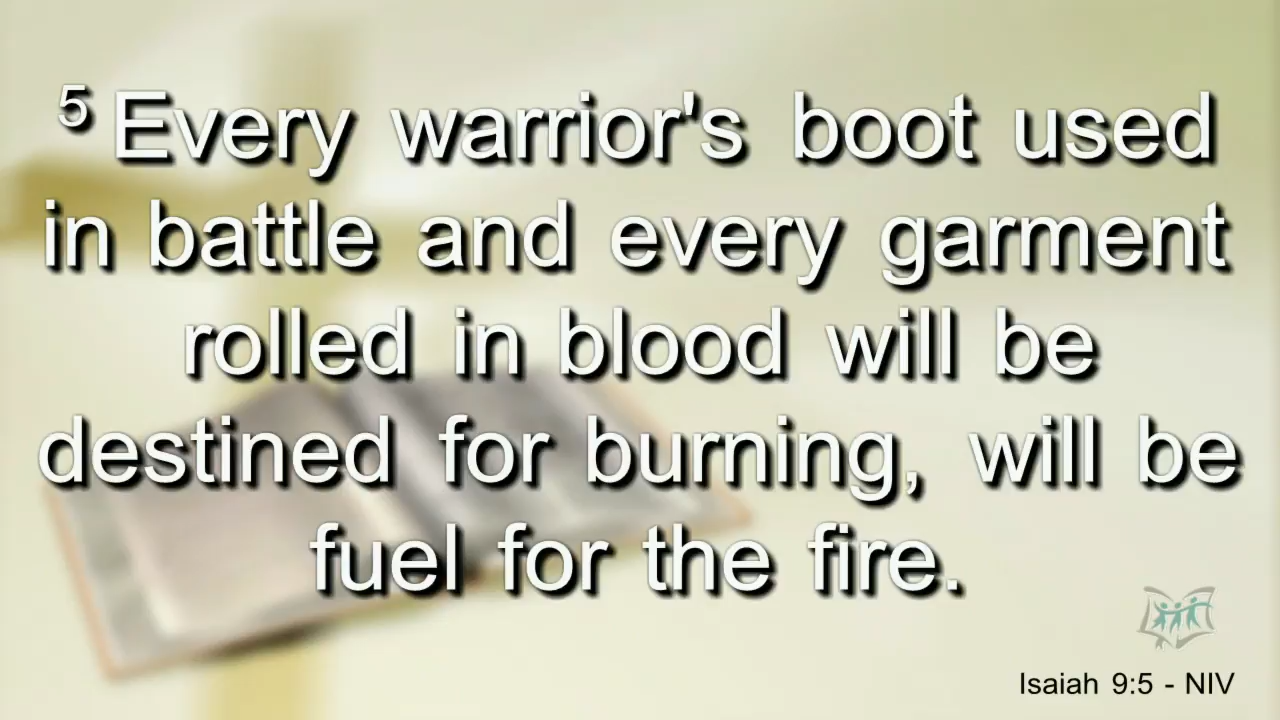 5 Every warrior's boot used
in battle and every garment
rolled in blood will be
destined for burning, will be
fuel for the fire.
Isaiah 9:5 - NIV